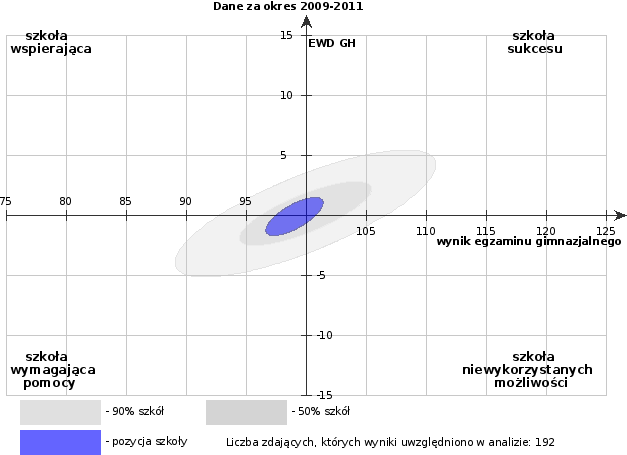 Dane za okres 2009-2011
szkoła
wspierająca
szkoła
sukcesu
EWD GH
15
10
5
75
80
85
90
95
105
110
115
120
125
wynik egzaminu gimnazjalnego
-5
-10
-15
szkoła
wymagająca
pomocy
szkoła
niewykorzystanych
możliwości
- 90% szkół
- 50% szkół
- pozycja szkoły
Liczba zdających, których wyniki uwzględniono w analizie: 192